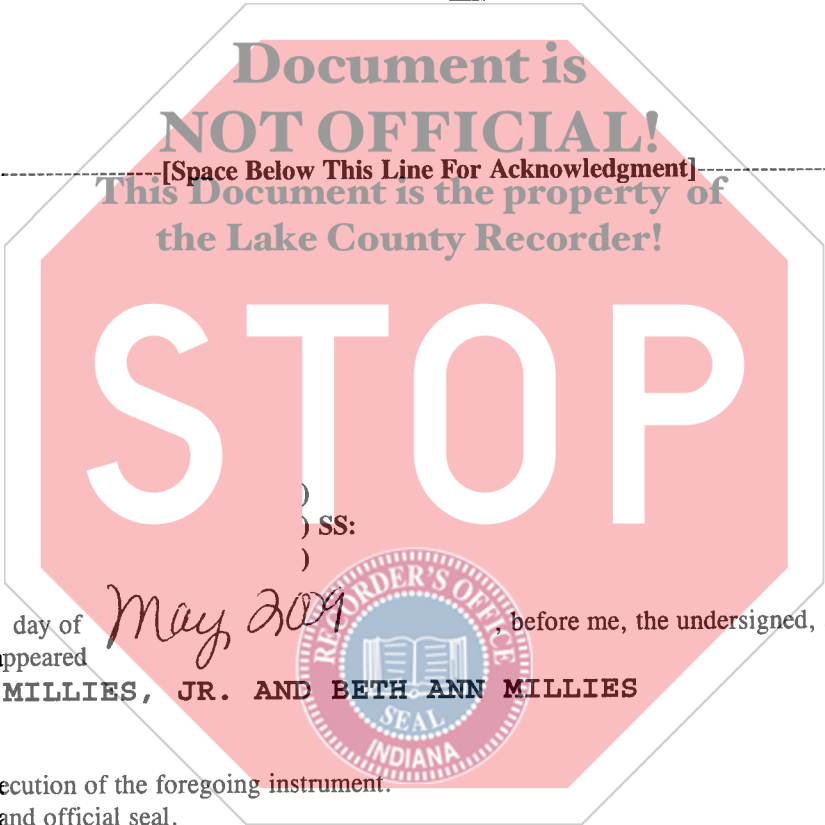 Document is
NOT OFFICIAL!
[Space Below This Line For Acknowledgment]
This Document is the property of
the Lake County Recorder!
STOP
)
) SS:
)
day of May 2009, before me, the undersigned,
appeared
MILLIES, JR. AND BETH ANN MILLIES
RECORDER'S OFFICE
SEAL
INDIANA
ecution of the foregoing instrument.
and official seal.